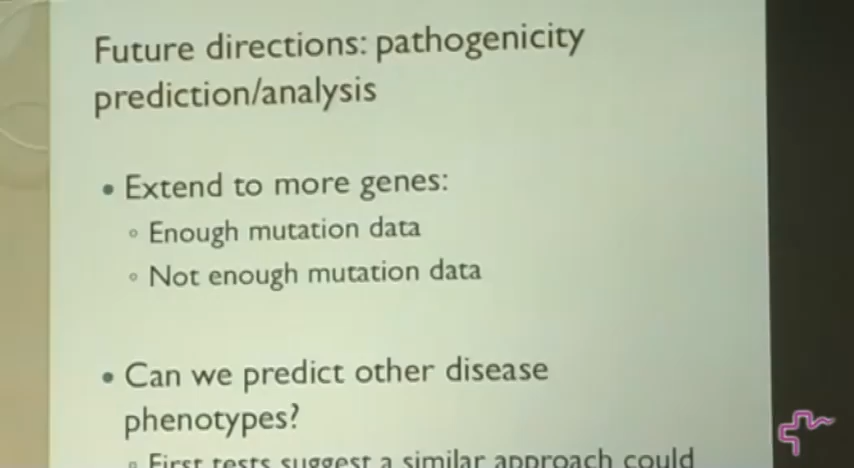 Future directions: pathogenicity
prediction/analysis
• Extend to more genes:
◦ Enough mutation data
◦ Not enough mutation data
• Can we predict other disease
phenotypes?
◦ First tests suggest a similar approach could